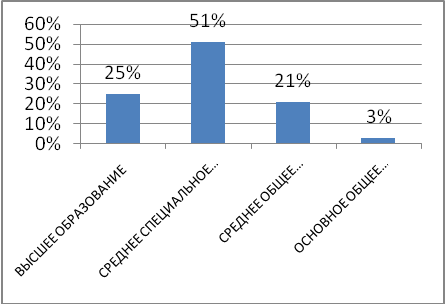 60%
50%
40%
30%
20%
10%
0%
25%
51%
21%
3%
ВЫСШЕЕ ОБРАЗОВАНИЕ
СРЕДНЕЕ СПЕЦИАЛЬНОЕ...
СРЕДНЕЕ ОБЩЕЕ...
ОСНОВНОЕ ОБЩЕЕ...